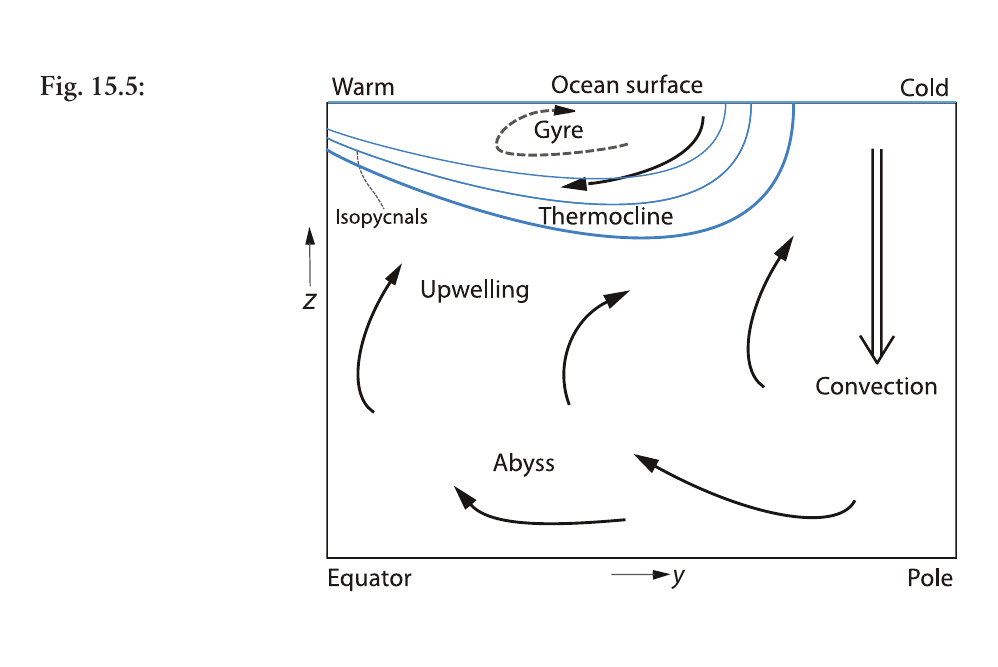 Fig. 15.5:
Warm Ocean surface Cold
Gyre
Isopycnals
Thermocline
z
Upwelling
Convection
Abyss
Equator y Pole